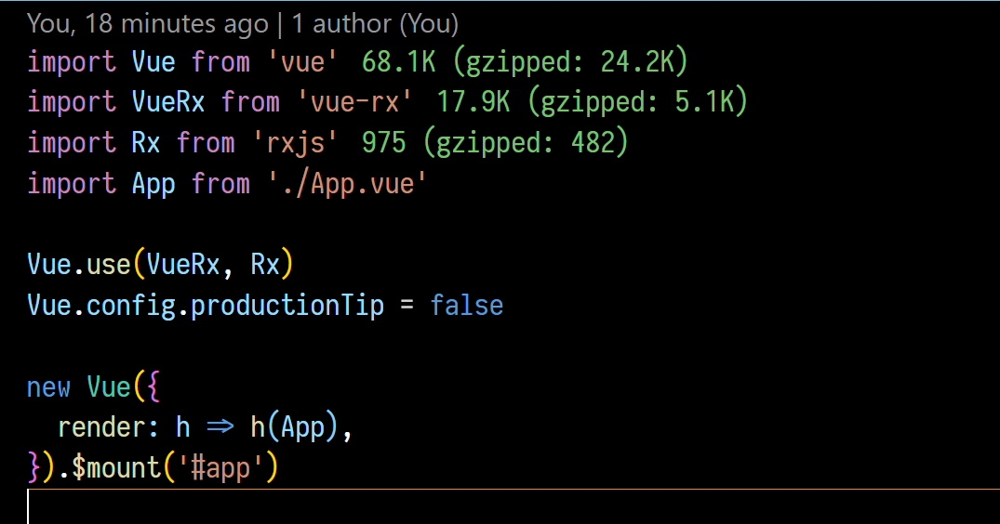 You, 18 minutes ago | 1 author (You)
import Vue from 'vue' 68.1K (gzipped: 24.2K)
import VueRx from 'vue-rx' 17.9K (gzipped: 5.1K)
import Rx from 'rxjs' 975 (gzipped: 482)
import App from './App.vue'

Vue.use(VueRx, Rx)
Vue.config.productionTip = false

new Vue({
  render: h => h(App),
}).$mount('#app')